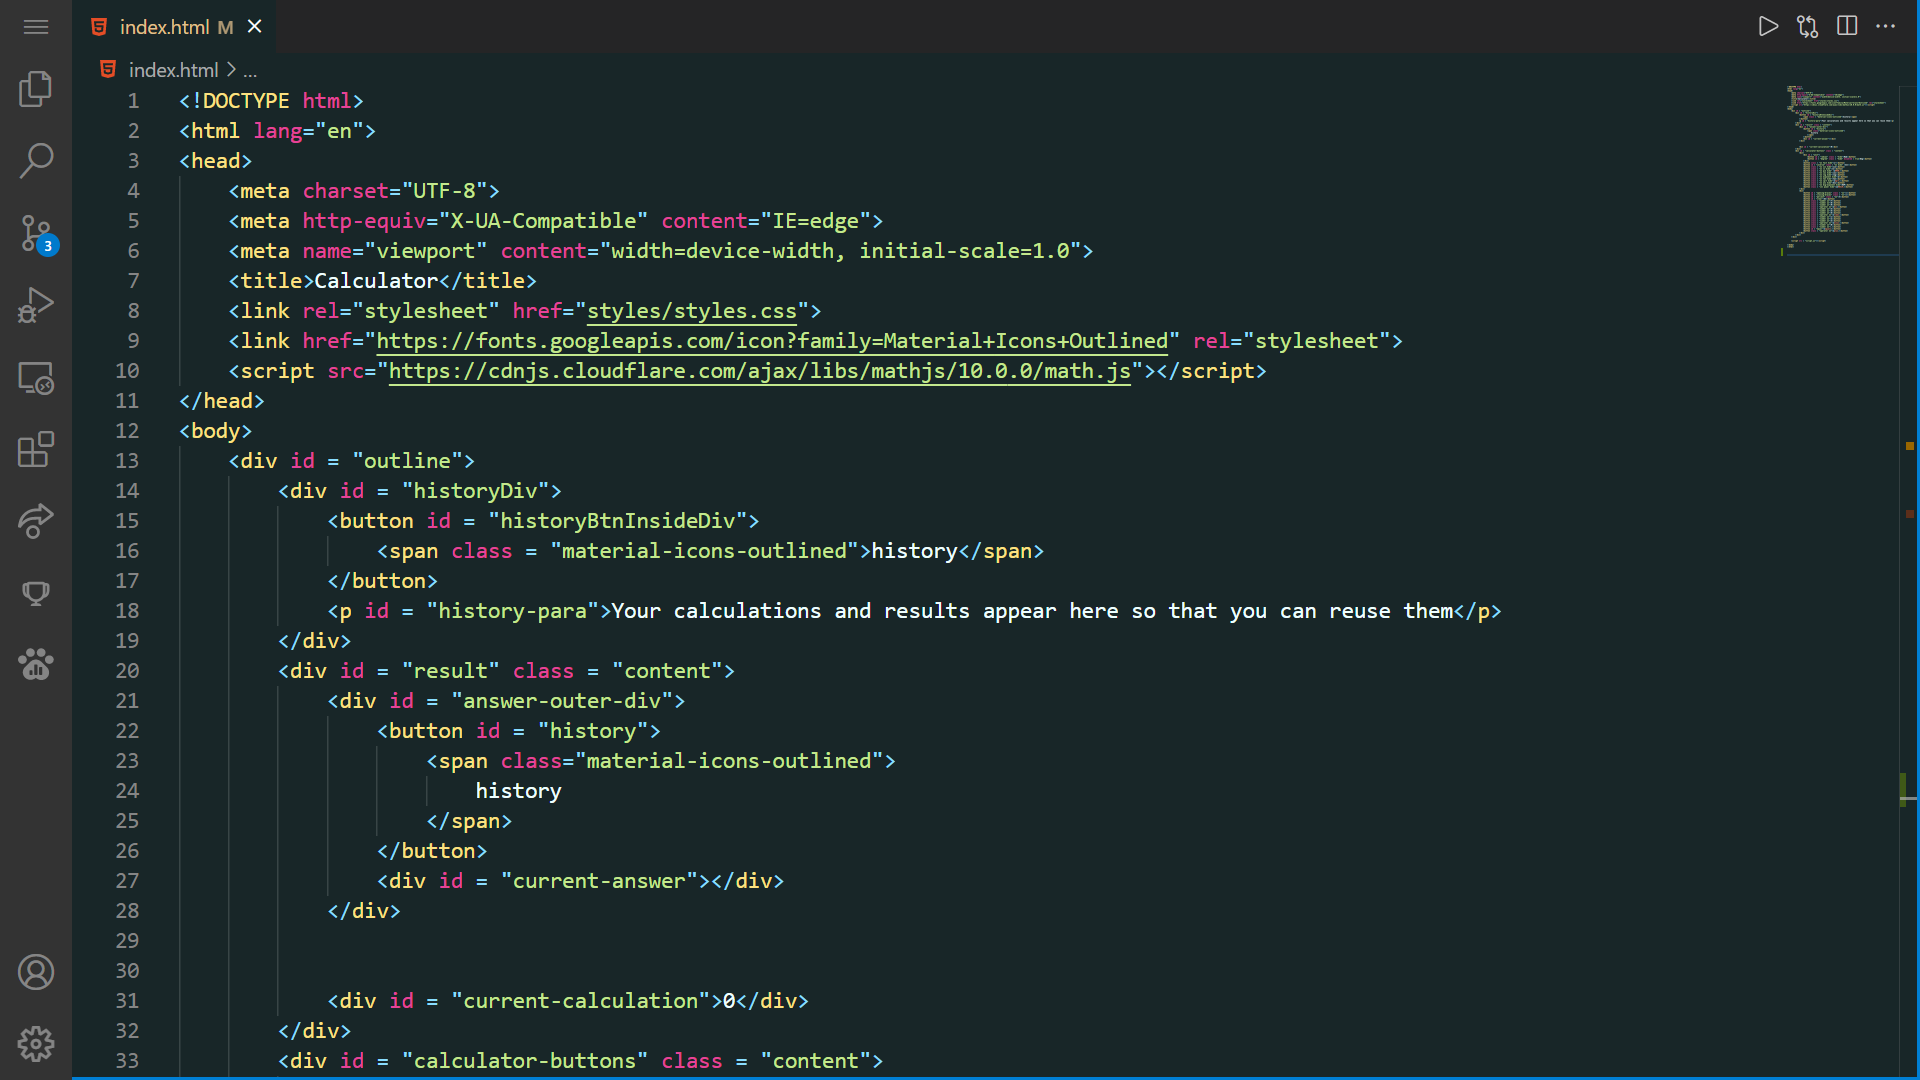 index.html M
index.html > ...
3
1 <!DOCTYPE html>
2 <html lang="en">
3 <head>
4 <meta charset="UTF-8">
5 <meta http-equiv="X-UA-Compatible" content="IE=edge">
6 <meta name="viewport" content="width=device-width, initial-scale=1.0">
7 <title>Calculator</title>
8 <link rel="stylesheet" href="styles/styles.css">
9 <link href="https://fonts.googleapis.com/icon?family=Material+Icons+Outlined" rel="stylesheet">
10 <script src="https://cdnjs.cloudflare.com/ajax/libs/mathjs/10.0.0/math.js"></script>
11 </head>
12 <body>
13 <div id = "outline">
14 <div id = "historyDiv">
15 <button id = "historyBtnInsideDiv">
16 <span class = "material-icons-outlined">history</span>
17 </button>
18 <p id = "history-para">Your calculations and results appear here so that you can reuse them</p>
19 </div>
20 <div id = "result" class = "content">
21 <div id = "answer-outer-div">
22 <button id = "history">
23 <span class="material-icons-outlined">
24 history
25 </span>
26 </button>
27 <div id = "current-answer"></div>
28 </div>
29
30
31 <div id = "current-calculation">0</div>
32 </div>
33 <div id = "calculator-buttons" class = "content">